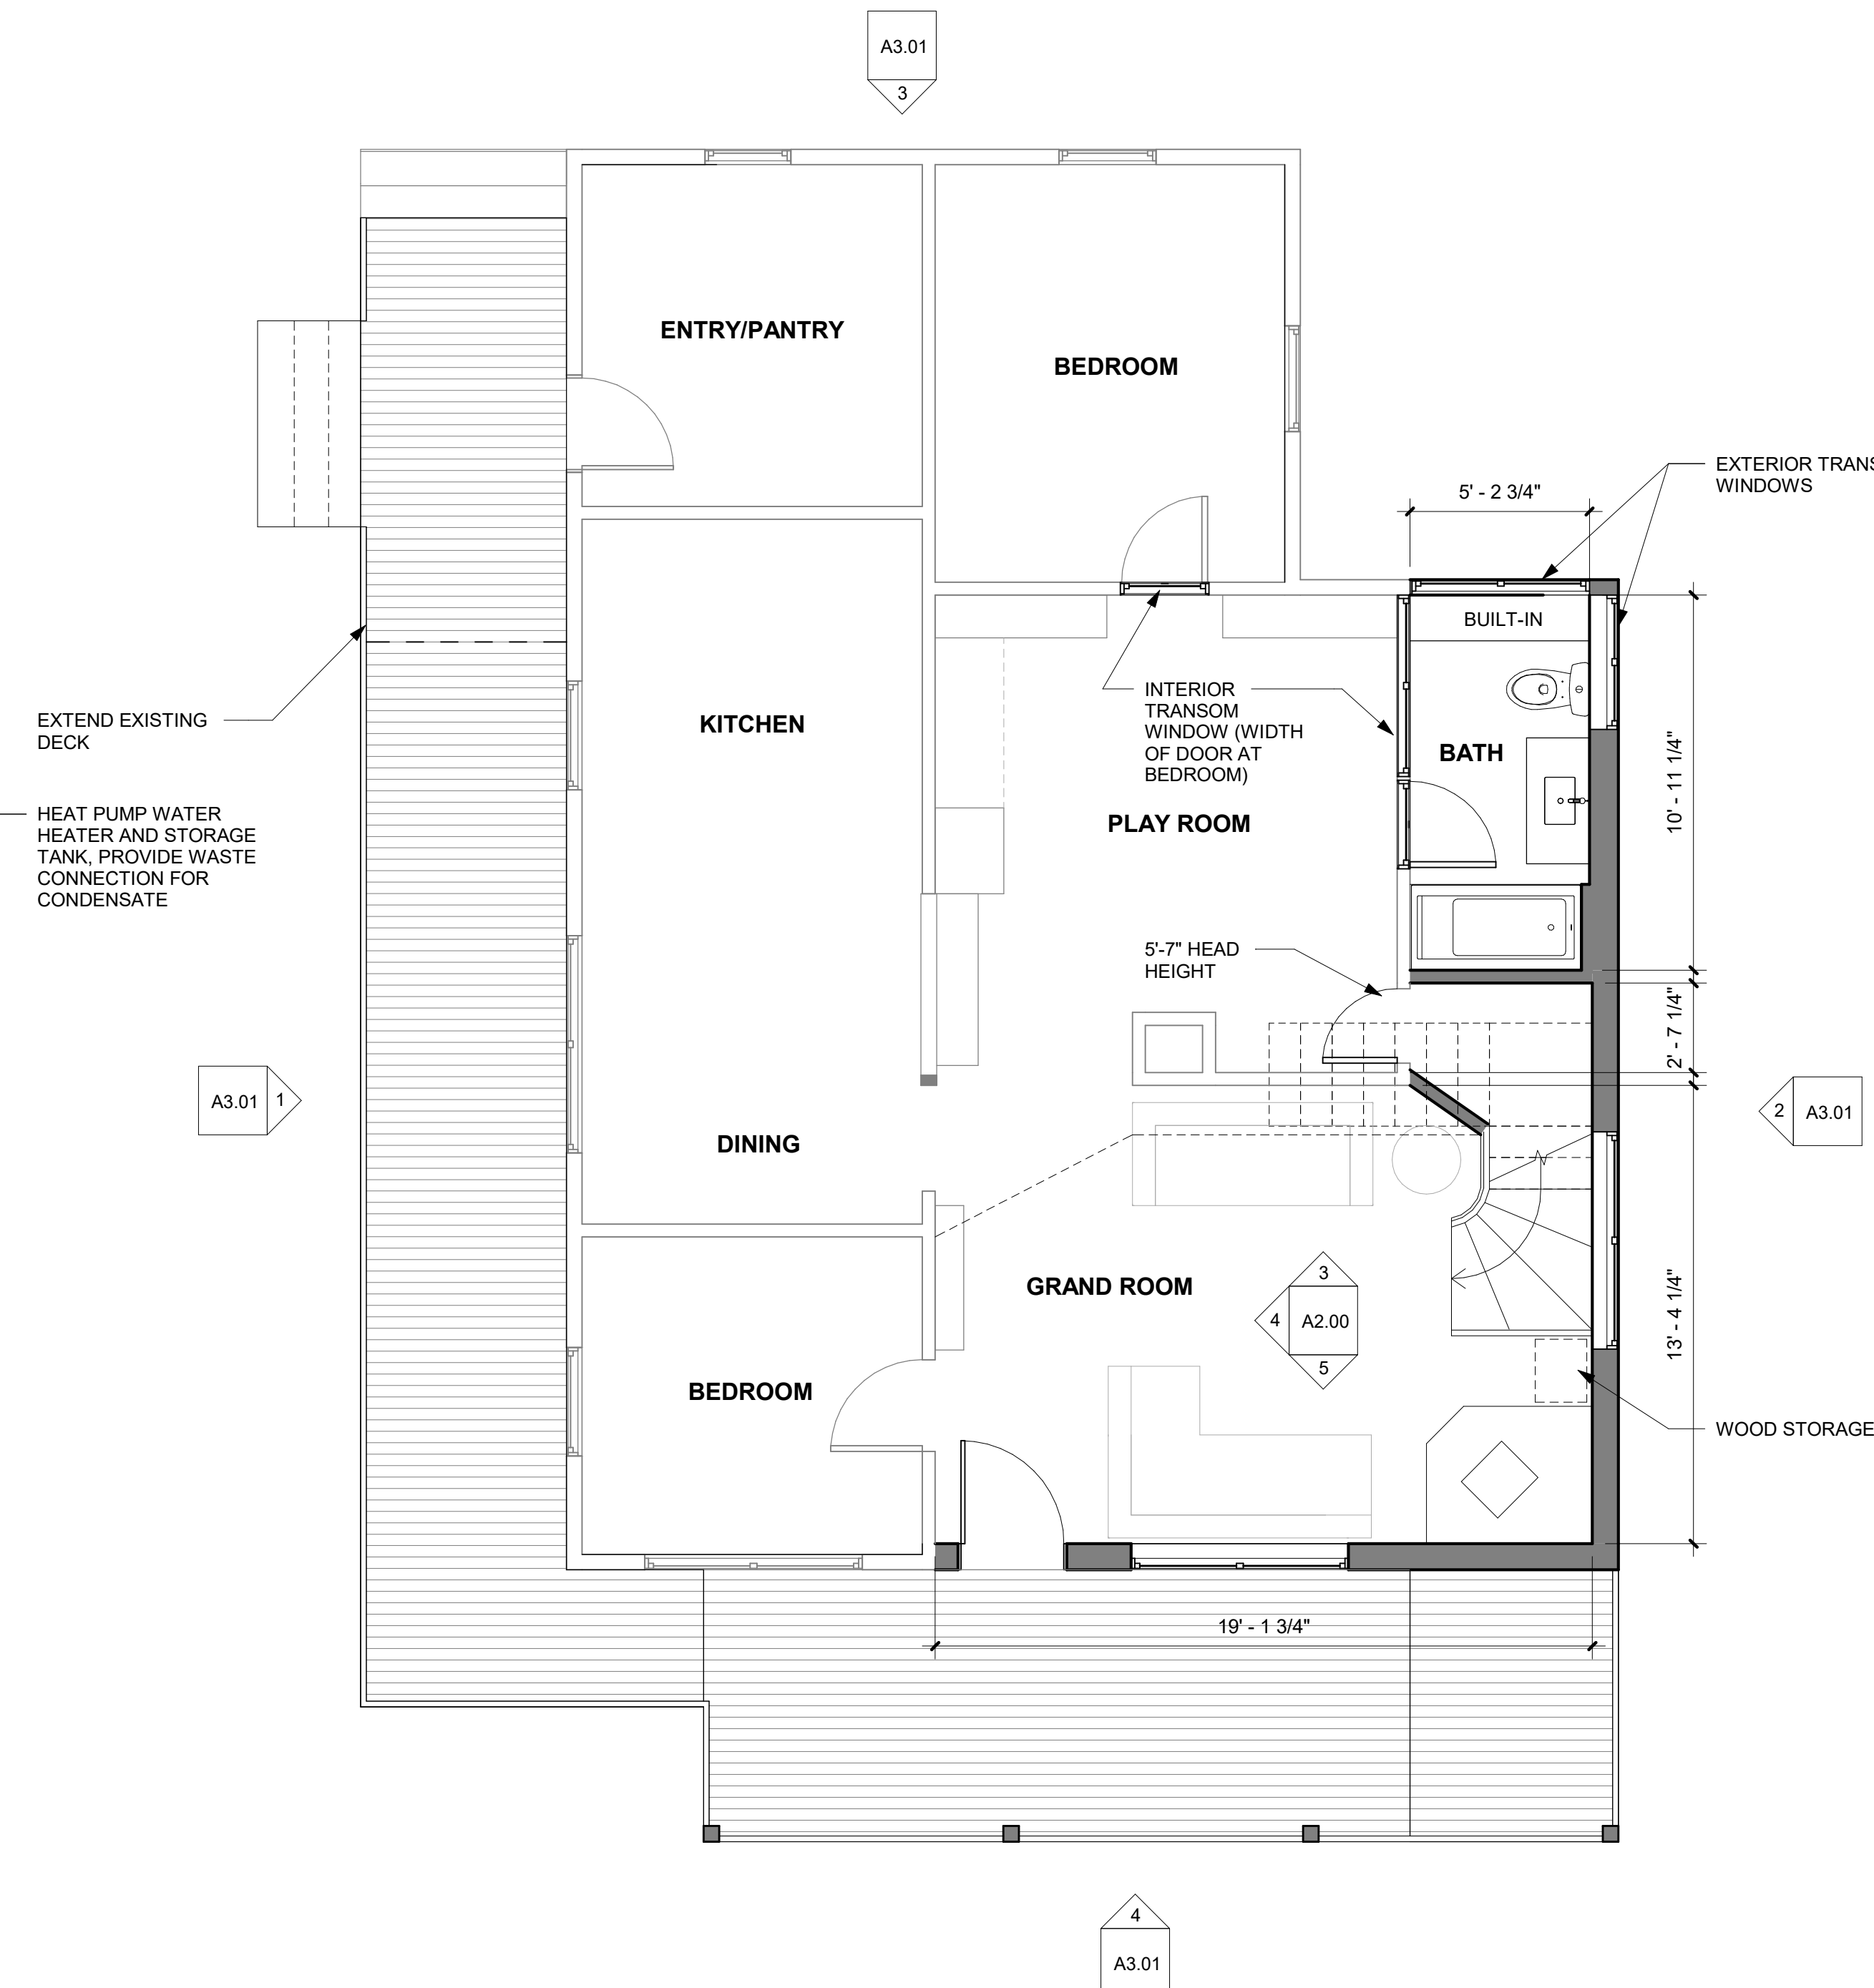 A3.01
3
ENTRY/PANTRY
BEDROOM
EXTERIOR
WINDOWS
5' - 2 3/4"
BUILT-IN
EXTEND EXISTING
DECK
KITCHEN
INTERIOR
TRANSOM
WINDOW (WIDTH
OF DOOR AT
BEDROOM)
BATH
10' - 11 1/4"
HEAT PUMP WATER
HEATER AND STORAGE
TANK, PROVIDE WASTE
CONNECTION FOR
CONDENSATE
PLAY ROOM
5'-7" HEAD
HEIGHT
2' - 7 1/4"
A3.01
1
2
A3.01
DINING
GRAND ROOM
3
4
A2.00
5
13' - 4 1/4"
BEDROOM
WOOD STORAGE
19' - 1 3/4"
4
A3.01